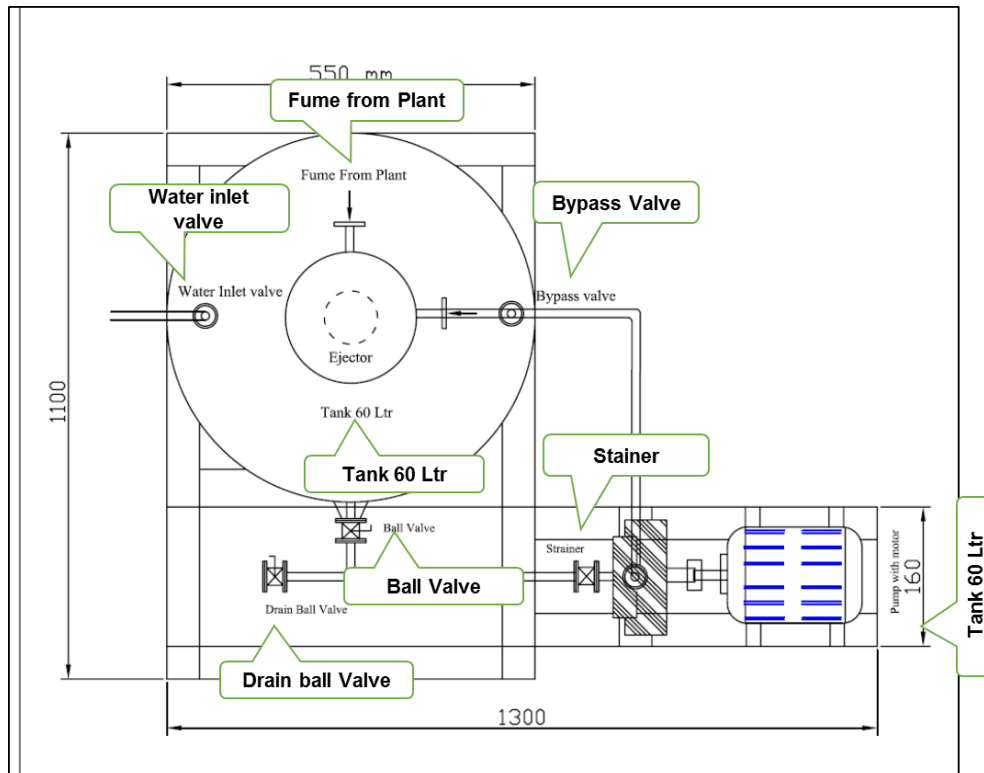 550 mm
Fume from Plant
Fume From Plant
Water inlet
valve
Bypass Valve
Water Inlet valve
Bypass valve
Ejector
1100
Tank 60 Ltr
Tank 60 Ltr
Stainer
Ball Valve
Strainer
Ball Valve
Drain Ball Valve
Drain ball Valve
Pump with motor
160
Tank 60 Ltr
1300